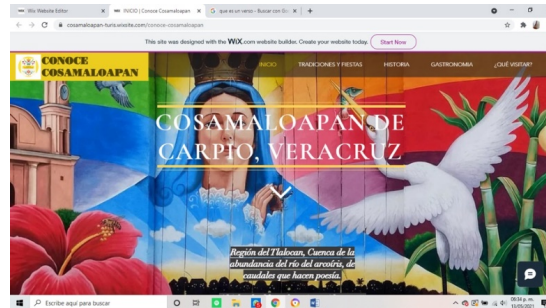 Wix Website Editor
INICIO | Conoce Cosamaloapan
que es un verso - Buscar con Go
cosamaloapan-turis.wixsite.com/conoce-cosamaloapan
This site was designed with the WiX.com website builder. Create your website today. Start Now
CONOCE
COSAMALOAPAN
INICIO TRADICIONES Y FIESTAS HISTORIA GASTRONOMIA ¿QUÉ VISITAR?
COSAMALOAPAN DE
CARPIO, VERACRUZ
Región del Tlalocan, Cuenca de la
abundancia del río del arcoíris, de
caudales que hacen poesía.
Escribe aquí para buscar
08:34 p. m.